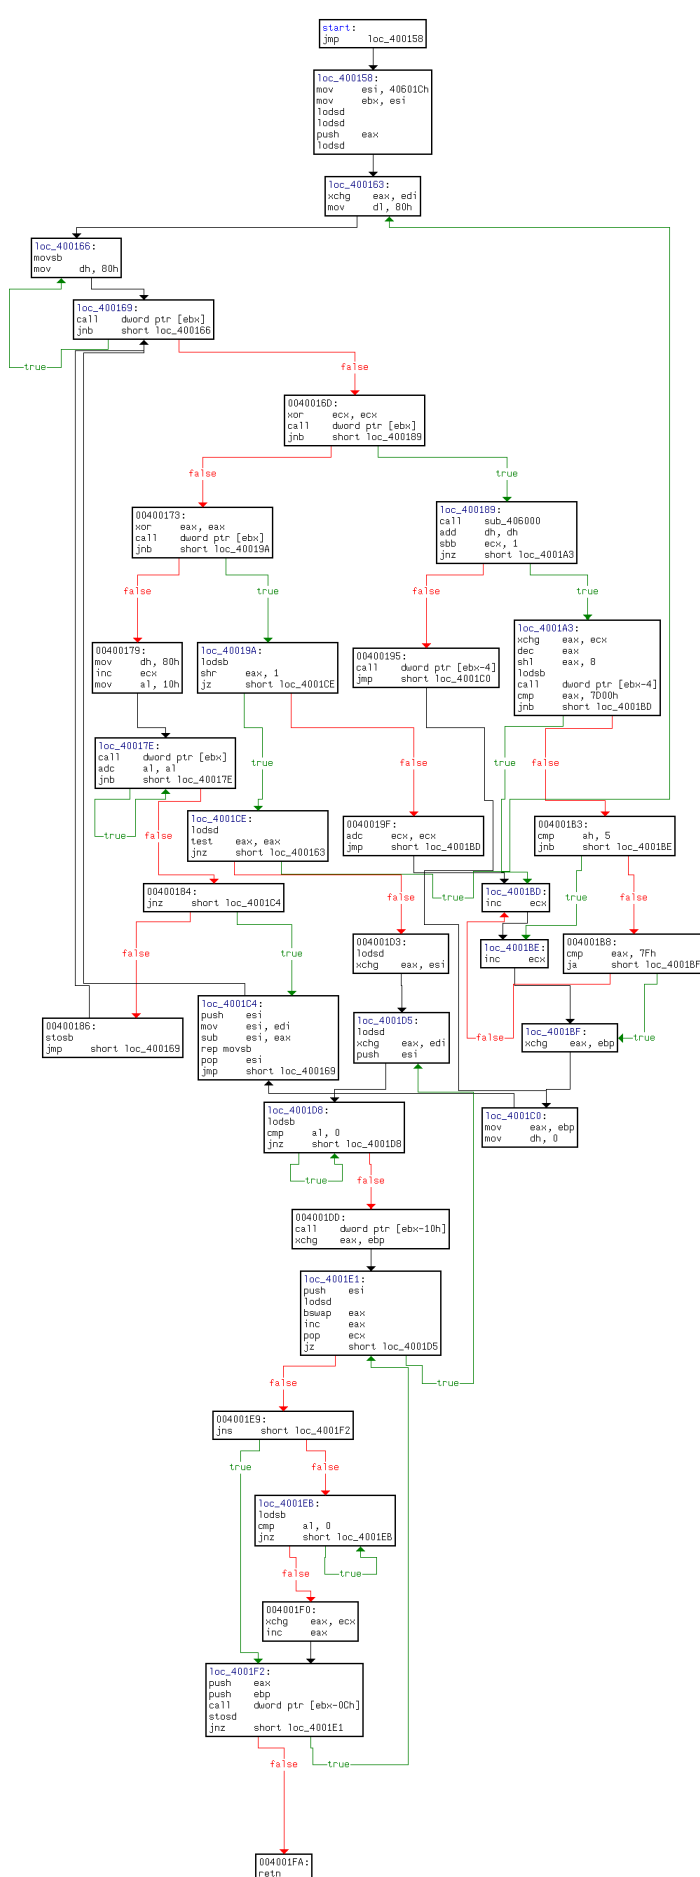 start:
jmp loc_400158
loc_400158:
mov esi, 40601Ch
mov ebx, esi
lodsd
lodsd
push eax
lodsd
loc_400163:
xchg eax, edi
mov dl, 80h
loc_400166:
movsb
mov dh, 80h
loc_400169:
call dword ptr [ebx]
jnb short loc_400166
true
false
0040016D:
xor ecx, ecx
call dword ptr [ebx]
jnb short loc_400189
false
true
00400173:
xor eax, eax
call dword ptr [ebx]
jnb short loc_40019A
loc_400189:
call sub_406000
add dh, dh
sbb ecx, 1
jnz short loc_4001A3
false
true
false
true
00400179:
mov dh, 80h
inc ecx
mov al, 10h
loc_40019A:
lodsb
shr eax, 1
jz short loc_4001CE
00400195:
call dword ptr [ebx-4]
jmp short loc_4001C0
loc_4001A3:
xchg eax, ecx
dec eax
shl eax, 8
lodsb
call dword ptr [ebx-4]
cmp eax, 7D00h
jnb short loc_4001BD
loc_40017E:
call dword ptr [ebx]
adc al, al
jnb short loc_40017E
true
false
true
false
true
false
loc_4001CE:
lodsd
test eax, eax
jnz short loc_400163
0040019F:
adc ecx, ecx
jmp short loc_4001BD
004001B3:
cmp ah, 5
jnb short loc_4001BE
00400184:
jnz short loc_4001C4
false
true
loc_4001BD:
inc ecx
true
false
false
true
004001D3:
lodsd
xchg eax, esi
loc_4001BE:
inc ecx
004001B8:
cmp eax, 7Fh
ja short loc_4001BF
00400186:
stosb
jmp short loc_400169
loc_4001C4:
push esi
mov esi, edi
sub esi, eax
rep movsb
pop esi
jmp short loc_400169
loc_4001D5:
lodsd
xchg eax, edi
push esi
false
loc_4001BF:
xchg eax, ebp
true
loc_4001D8:
lodsb
cmp al, 0
jnz short loc_4001D8
loc_4001C0:
mov eax, ebp
mov dh, 0
true
false
004001DD:
call dword ptr [ebx-10h]
xchg eax, ebp
loc_4001E1:
push esi
lodsd
bswap eax
inc eax
pop ecx
jz short loc_4001D5
false
true
004001E9:
jns short loc_4001F2
true
false
loc_4001EB:
lodsb
cmp al, 0
jnz short loc_4001EB
false
true
004001F0:
xchg eax, ecx
inc eax
loc_4001F2:
push eax
push ebp
call dword ptr [ebx-0Ch]
stosd
jnz short loc_4001E1
false
true
004001FA:
retn